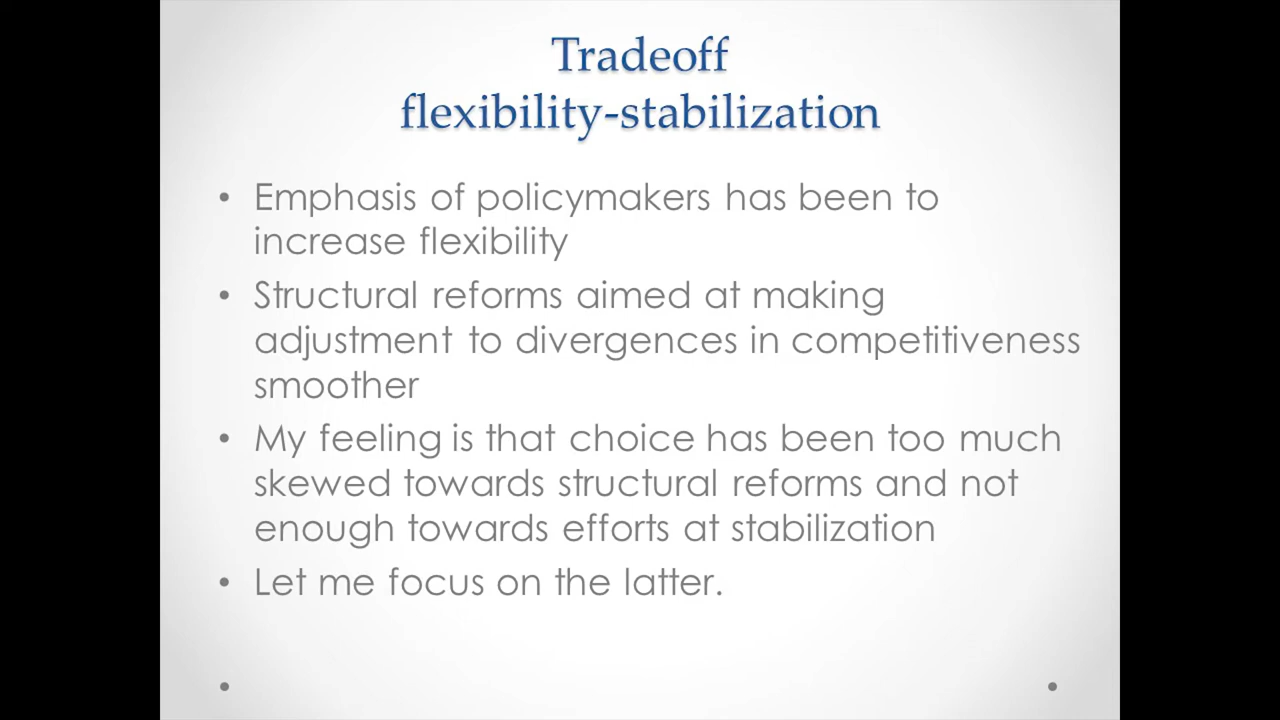 Tradeoff
flexibility-stabilization
• Emphasis of policymakers has been to
increase flexibility
• Structural reforms aimed at making
adjustment to divergences in competitiveness
smoother
• My feeling is that choice has been too much
skewed towards structural reforms and not
enough towards efforts at stabilization
• Let me focus on the latter.